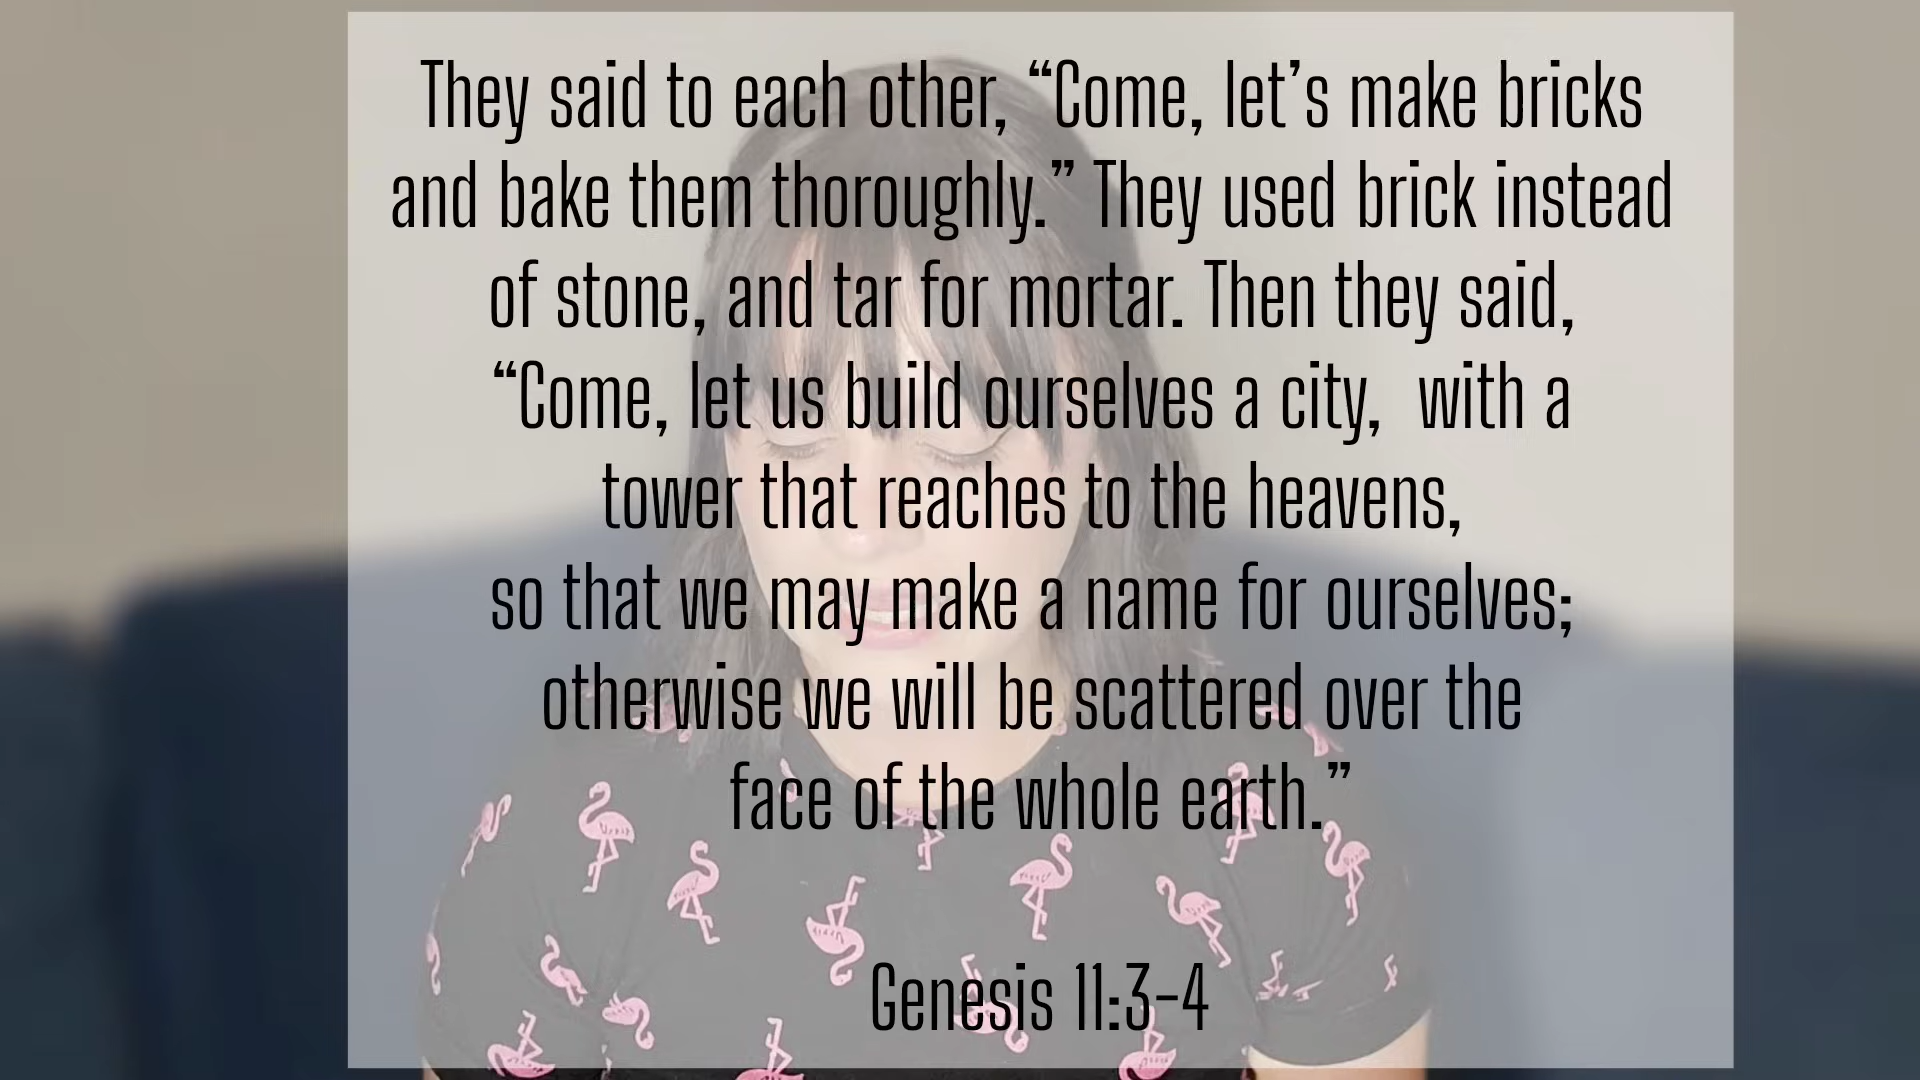 They said to each other, “Come, let’s make bricks
and bake them thoroughly.” They used brick instead
of stone, and tar for mortar. Then they said,
“Come, let us build ourselves a city,  with a
tower that reaches to the heavens,
so that we may make a name for ourselves;
otherwise we will be scattered over the
face of the whole earth.”
Genesis 11:3-4